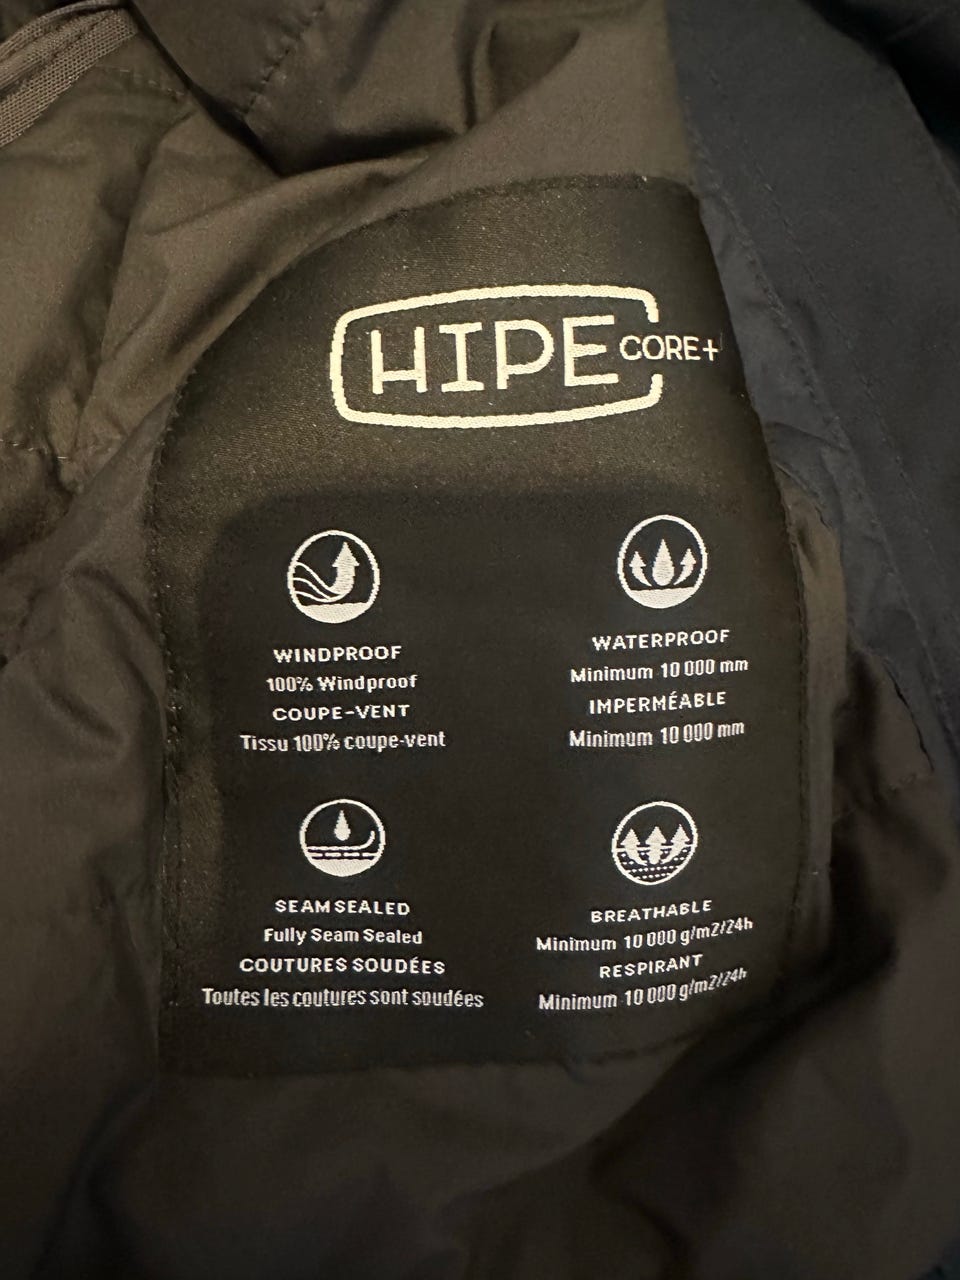 HIPE CORE+
WINDPROOF
100% Windproof
COUPE-VENT
Tissu 100% coupe-vent
WATERPROOF
Minimum 10 000 mm
IMPERMÉABLE
Minimum 10 000 mm
SEAM SEALED
Fully Seam Sealed
COUTURES SOUDÉES
Toutes les coutures sont soudées
BREATHABLE
Minimum 10 000 g/m2/24h
RESPIRANT
Minimum 10 000 g/m2/24h